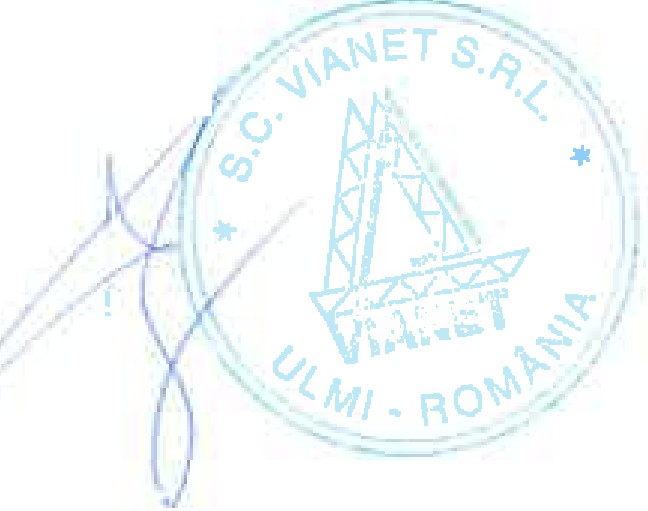 S.C. VIANET S.R.L.
VIANET
ULMI - ROMÂNIA